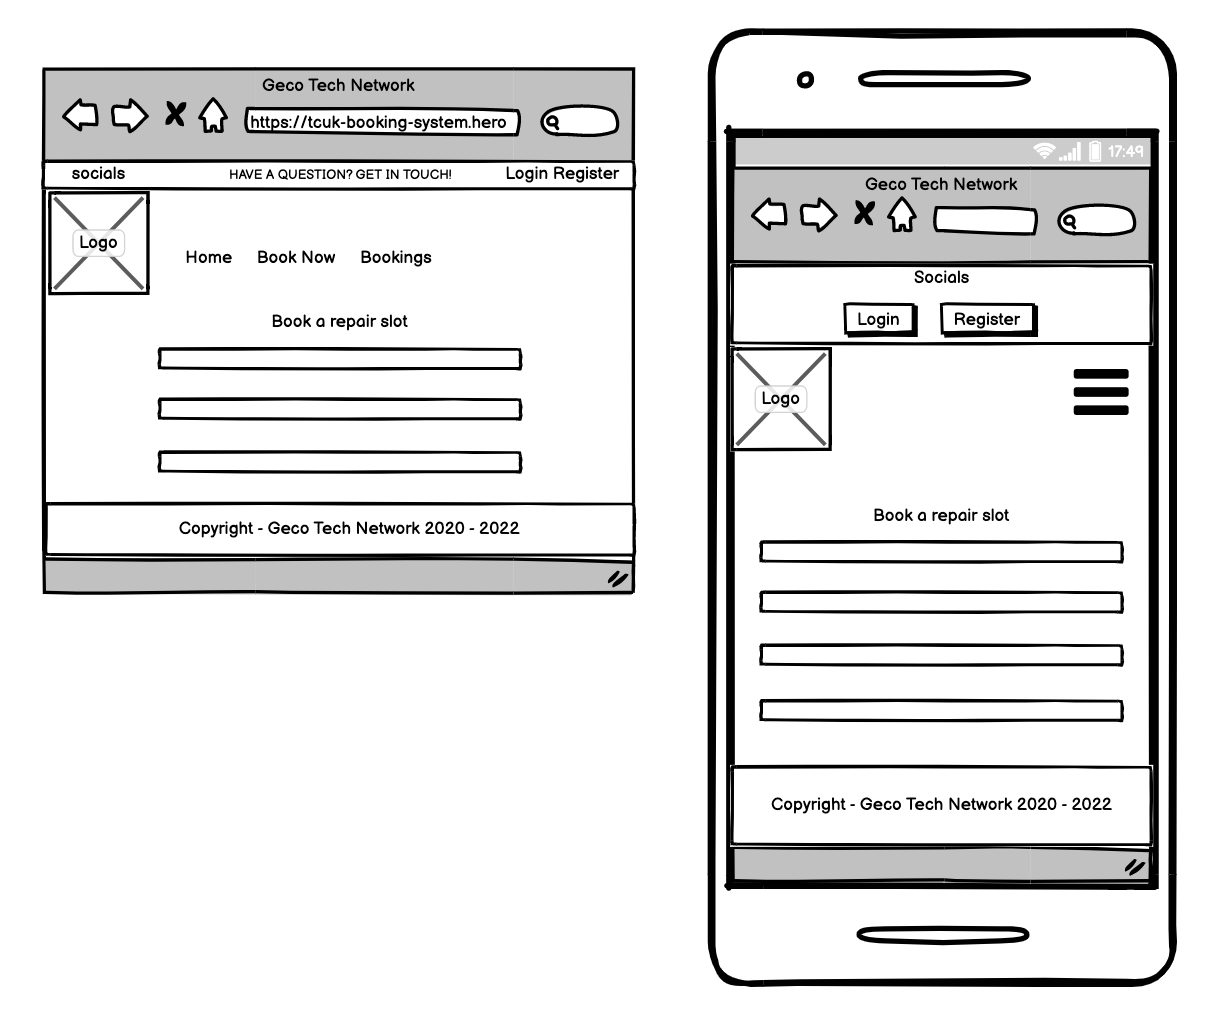 Geco Tech Network
https://tcuk-booking-system.hero
socials HAVE A QUESTION? GET IN TOUCH! Login Register
Logo
Home Book Now Bookings
Book a repair slot
Copyright - Geco Tech Network 2020 - 2022
17:49
Geco Tech Network
Socials
Login Register
Logo
Book a repair slot
Copyright - Geco Tech Network 2020 - 2022